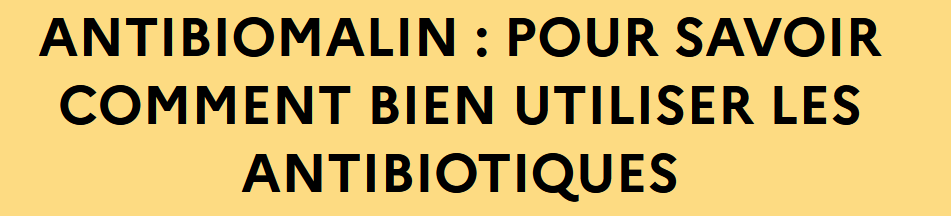 ANTIBIOMALIN : POUR SAVOIR
COMMENT BIEN UTILISER LES
ANTIBIOTIQUES